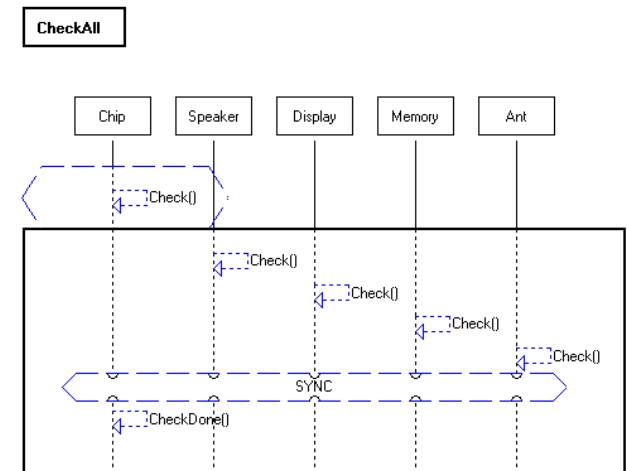 CheckAll
Chip Speaker Display Memory Ant
Check()
Check()
Check()
Check()
Check()
SYNC
CheckDone()